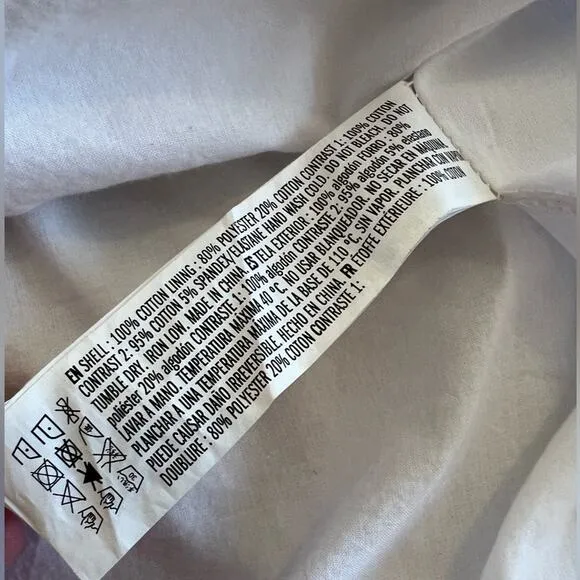 EN SHELL : 100% COTTON LINING : 80% POLYESTER 20% COTTON CONTRAST 1: 100% COTTON
CONTRAST 2: 95% COTTON 5% SPANDEX/ELASTANE HAND WASH COLD. DO NOT BLEACH. DO NOT
TUMBLE DRY. IRON LOW. MADE IN CHINA. ES TELA EXTERIOR : 100% algodón FORRO : 80%
poliéster 20% algodón CONTRASTE 1: 100% algodón CONTRASTE 2: 95% algodón 5% elastano
LAVAR A MANO. TEMPERATURA MÁXIMA 40 °C. NO USAR BLANQUEADOR. NO SECAR EN MÁQUINA.
PLANCHAR A UNA TEMPERATURA MÁXIMA DE LA BASE DE 110 °C, SIN VAPOR. PLANCHAR CON VAPOR
PUEDE CAUSAR DAÑO IRREVERSIBLE HECHO EN CHINA. FR ÉTOFFE EXTÉRIEURE : 100% COTON
DOUBLURE : 80% POLYESTER 20% COTON CONTRASTE 1: